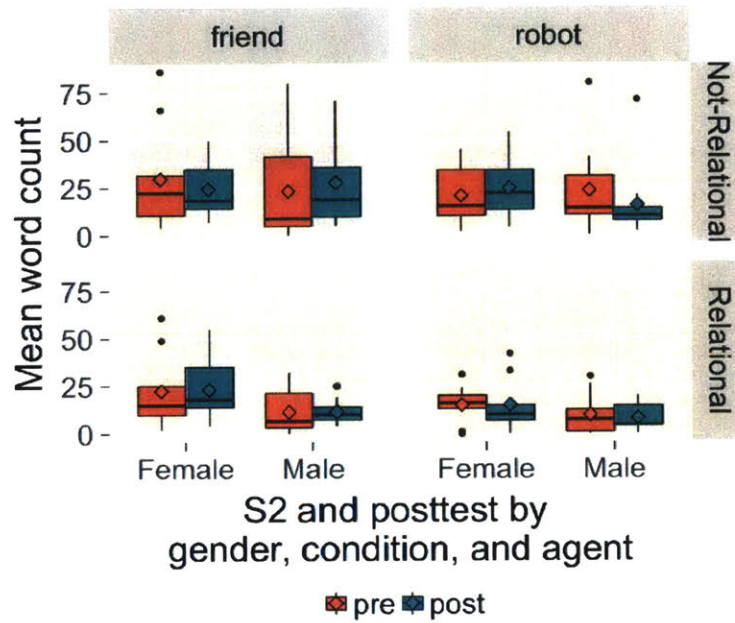 friend
robot
75
50
25
0
Not-Relational
75
50
25
0
Relational
Mean word count
Female Male
Female Male
S2 and posttest by
gender, condition, and agent
pre post